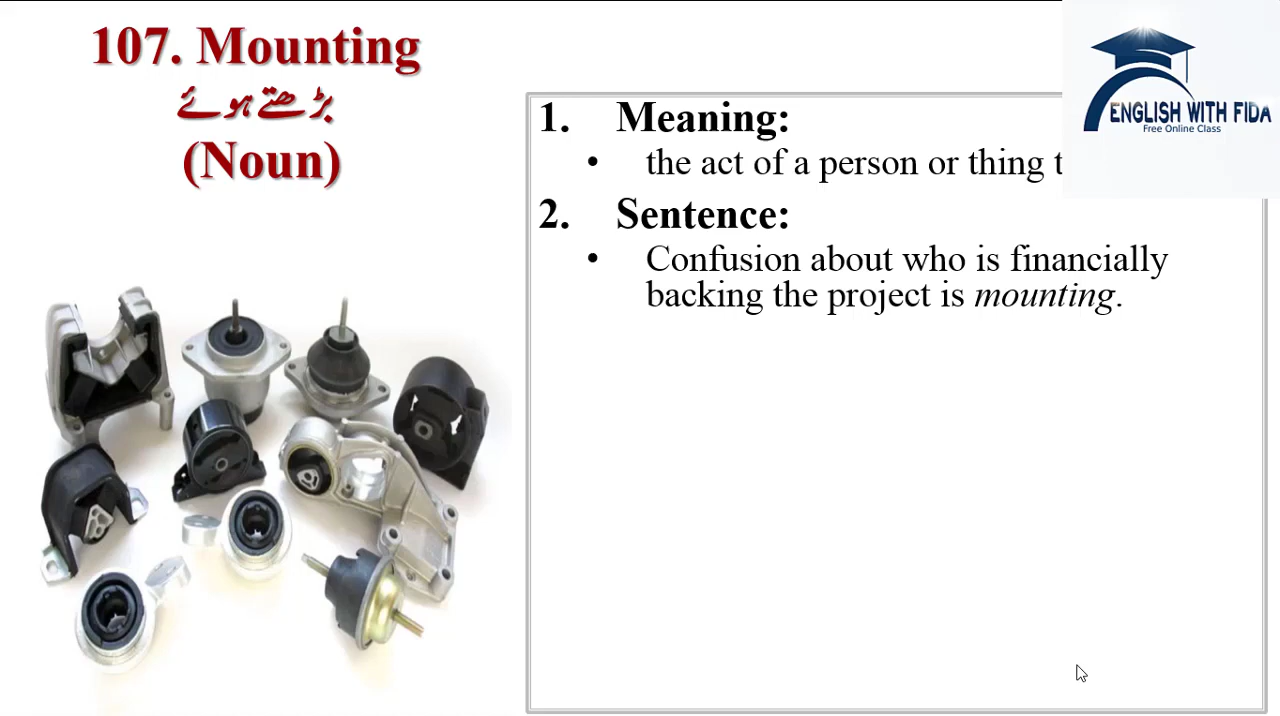 107. Mounting
بڑھتے ہوئے
(Noun)
1. Meaning:
• the act of a person or thing
2. Sentence:
• Confusion about who is financially
backing the project is mounting.
ENGLISH WITH FIDA
Free Online Class